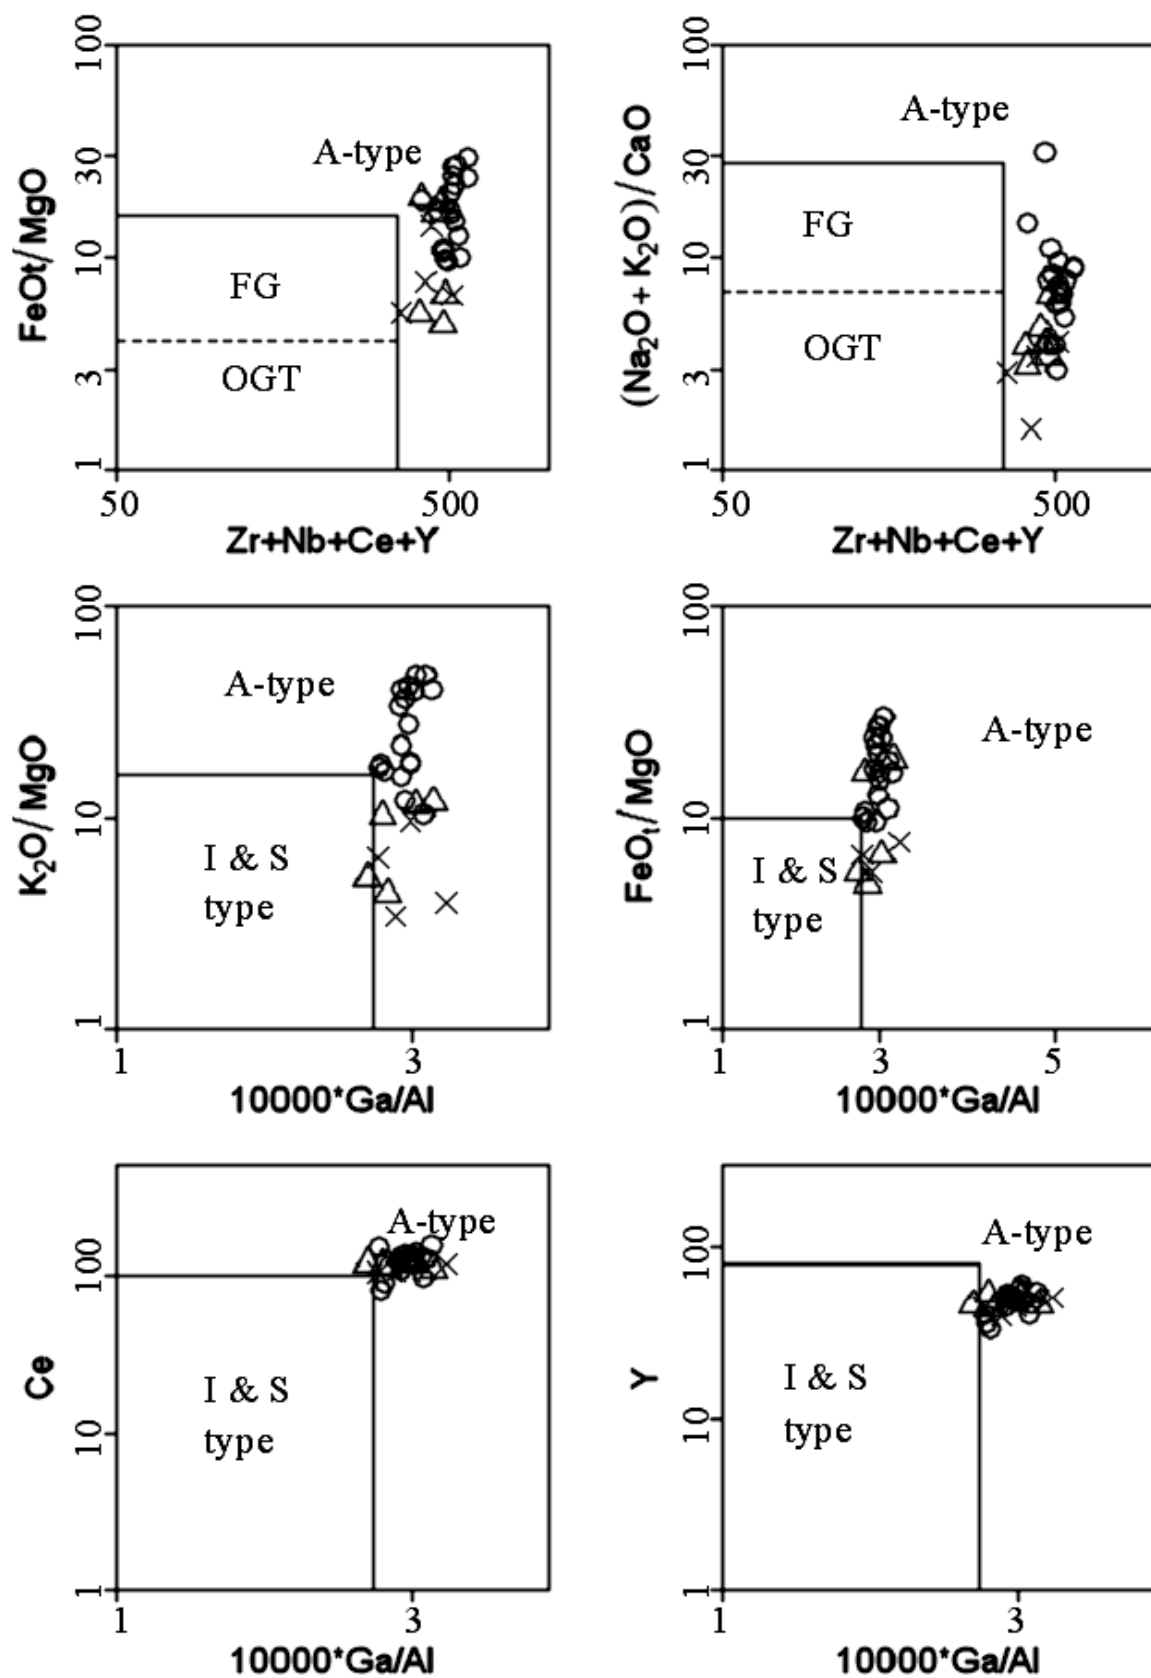 100
30
10
3
1
FeOt/MgO
A-type
FG
OGT
50
500
Zr+Nb+Ce+Y
100
30
10
3
1
(Na₂O + K₂O)/CaO
A-type
FG
OGT
50
500
Zr+Nb+Ce+Y
100
10
1
K₂O/MgO
A-type
I & S
type
1
3
10000*Ga/Al
100
10
1
FeOₜ/MgO
A-type
I & S
type
1
3
5
10000*Ga/Al
100
10
1
Ce
A-type
I & S
type
1
3
10000*Ga/Al
100
10
1
Y
A-type
I & S
type
1
3
10000*Ga/Al